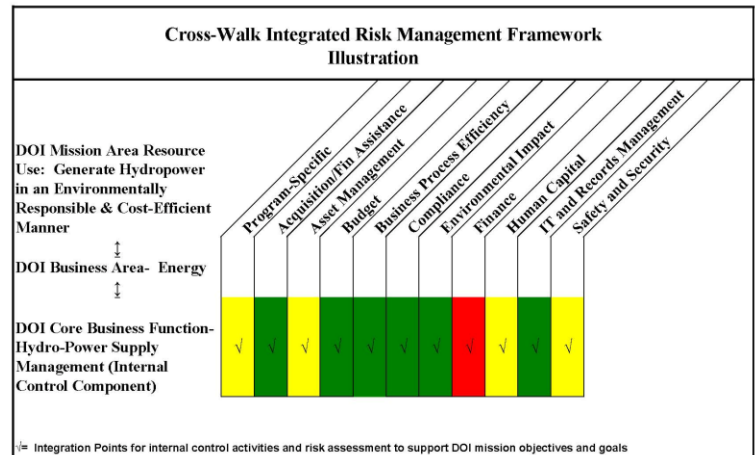 Cross-Walk Integrated Risk Management Framework
Illustration
Program-Specific
Acquisition/Fin Assistance
Asset Management
Budget
Business Process Efficiency
Compliance
Environmental Impact
Finance
Human Capital
IT and Records Management
Safety and Security
DOI Mission Area Resource
Use: Generate Hydropower
in an Environmentally
Responsible & Cost-Efficient
Manner
↕
DOI Business Area- Energy
↕
DOI Core Business Function-
Hydro-Power Supply
Management (Internal
Control Component)
√ √ √ √ √ √ √ √ √ √ √
√= Integration Points for internal control activities and risk assessment to support DOI mission objectives and goals